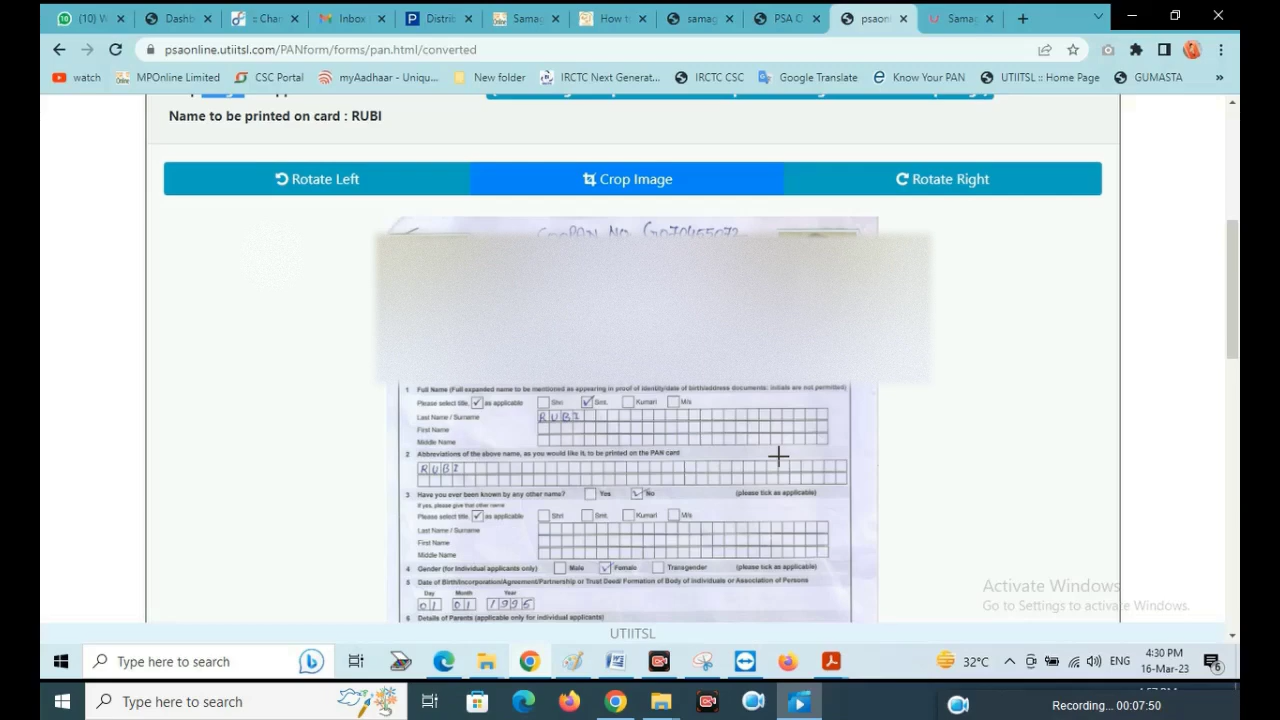 (10) W
Dashb
:: Chan
Inbox
Distrib
Samag
How to
samag
PSA O
psaon
Samag
psaonline.utiitsl.com/PANform/forms/pan.html/converted
watch
MPOnline Limited
CSC Portal
myAadhaar - Uniqu...
New folder
IRCTC Next Generat...
IRCTC CSC
Google Translate
Know Your PAN
UTIITSL :: Home Page
GUMASTA
»
Name to be printed on card : RUBI
Rotate Left
Crop Image
Rotate Right
1 Full Name (Full expanded name to be mentioned as appearing in proof of identity/date of birth/address documents: initials are not permitted)
Please select title, ✓ as applicable Shri ✓ Smt. Kumari M/s
Last Name / Surname RUBI
First Name
Middle Name
2 Abbreviations of the above name, as you would like it, to be printed on the PAN card
RUBI
3 Have you ever been known by any other name? Yes ✓ No (please tick as applicable)
If yes, please give that other name
Please select title, ✓ as applicable Shri Smt. Kumari M/s
Last Name / Surname
First Name
Middle Name
4 Gender (for Individual applicants only) Male ✓ Female Transgender (please tick as applicable)
5 Date of Birth/Incorporation/Agreement/Partnership or Trust Deed/ Formation of Body of Individuals or Association of Persons
Day Month Year
01 01 1995
6 Details of Parents (applicable only for individual applicants)
Activate Windows
Go to Settings to activate Windows.
UTIITSL
Type here to search
32°C
ENG
4:30 PM
16-Mar-23
6
Type here to search
Recording... 00:07:50